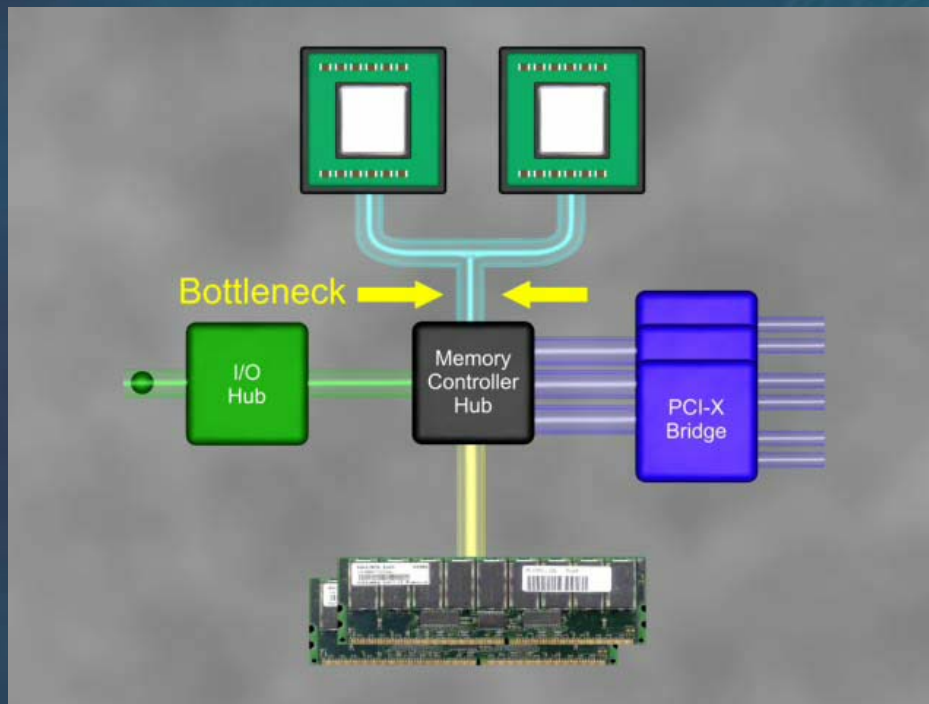 Bottleneck
I/O
Hub
Memory
Controller
Hub
PCI-X
Bridge